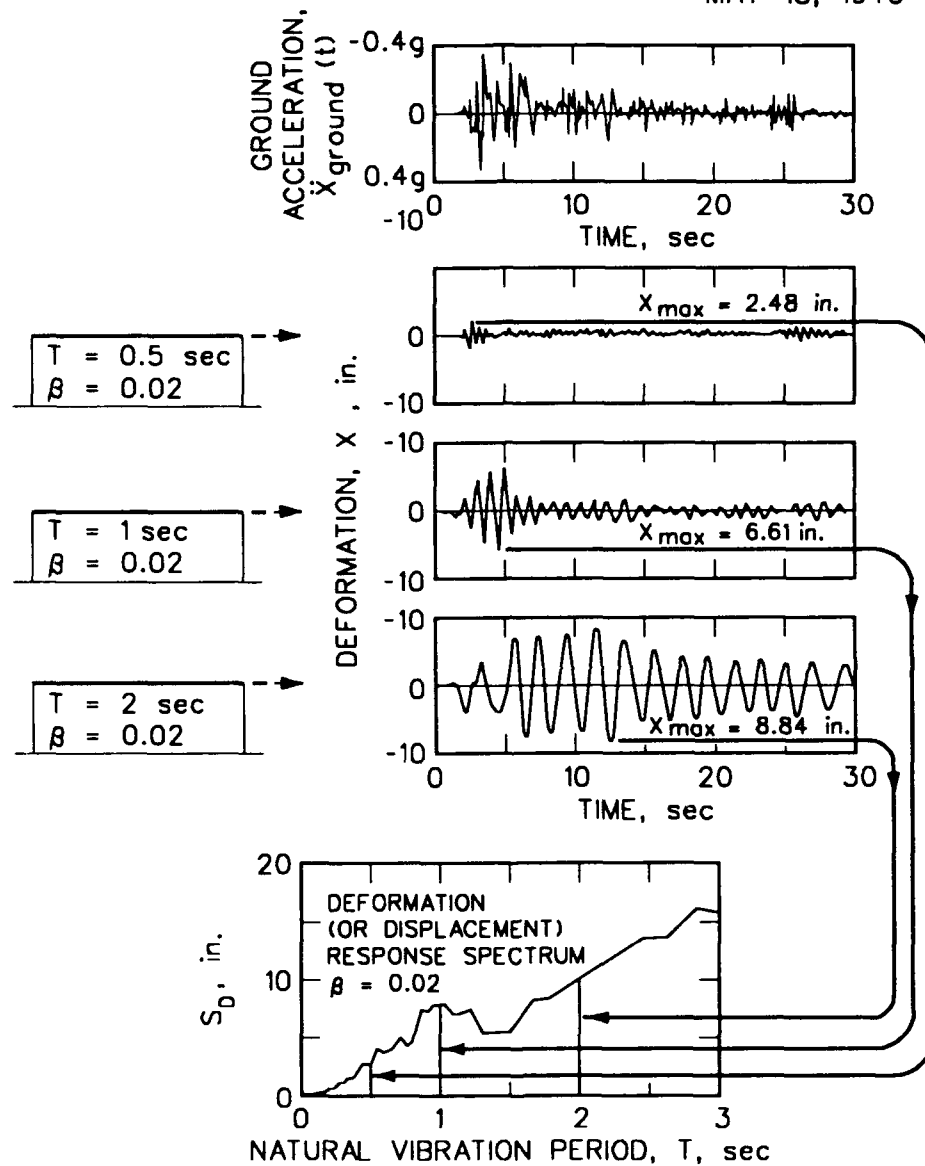 -0.4g
0
0.4g
GROUND
ACCELERATION,
Ẍground (t)
-10
0 10 20 30
TIME, sec
T = 0.5 sec
β = 0.02
Xmax = 2.48 in.
0
-10
T = 1 sec
β = 0.02
DEFORMATION, X , in.
-10
0
-10
Xmax = 6.61 in.
T = 2 sec
β = 0.02
-10
0
-10
Xmax = 8.84 in.
0 10 20 30
TIME, sec
20
10
0
SD, in.
DEFORMATION
(OR DISPLACEMENT)
RESPONSE SPECTRUM
β = 0.02
0 1 2 3
NATURAL VIBRATION PERIOD, T, sec